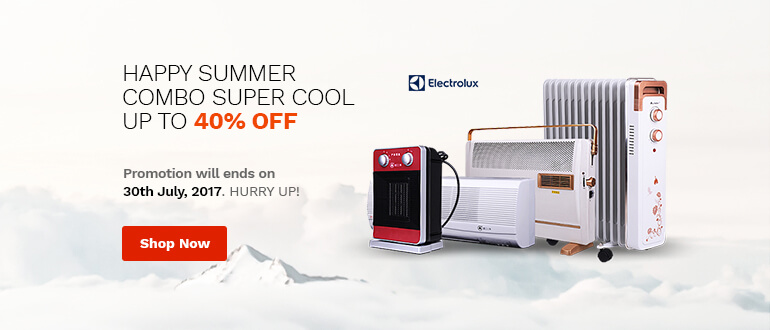 HAPPY SUMMER
COMBO SUPER COOL
UP TO 40% OFF
Electrolux
Promotion will ends on
30th July, 2017. HURRY UP!
Shop Now